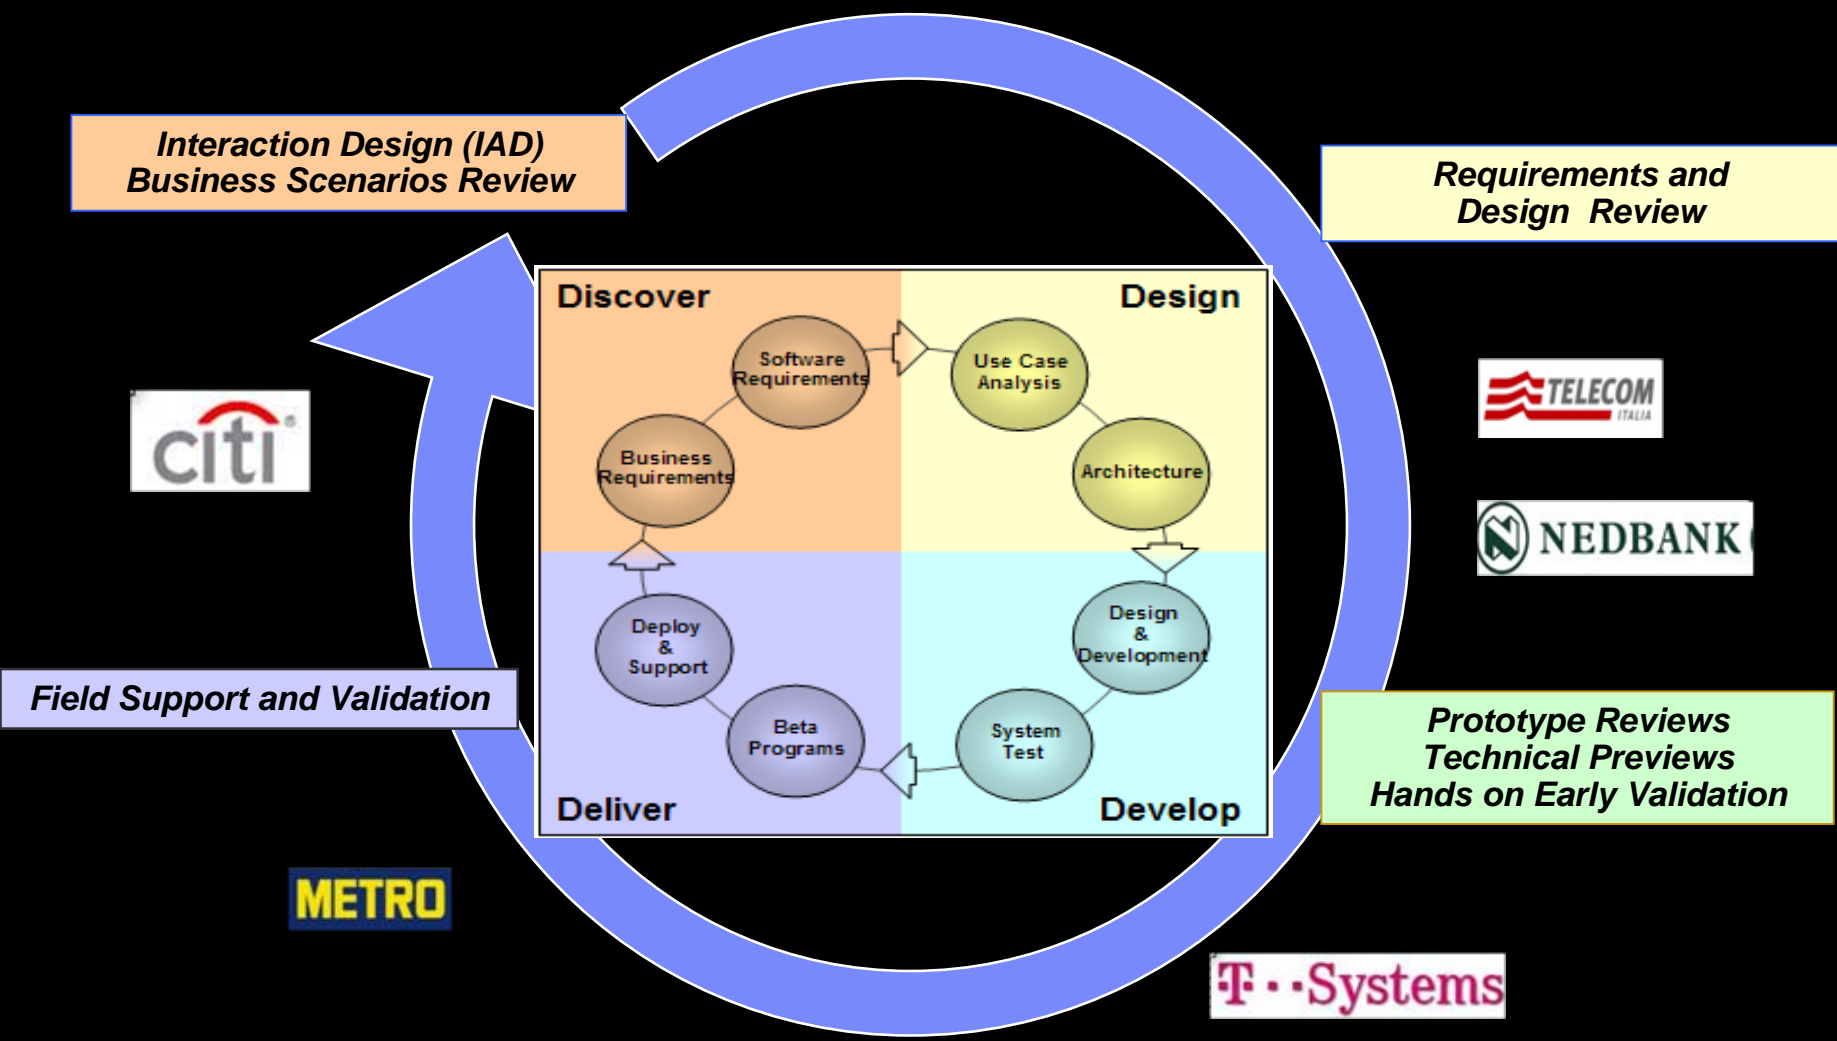 Interaction Design (IAD)
Business Scenarios Review
Requirements and
Design Review
Discover
Design
Software
Requirements
Use Case
Analysis
Business
Requirements
Architecture
Deploy
&
Support
Design
&
Development
Beta
Programs
System
Test
Deliver
Develop
citi®
TELECOM
ITALIA
NEDBANK
Field Support and Validation
Prototype Reviews
Technical Previews
Hands on Early Validation
METRO
T··Systems